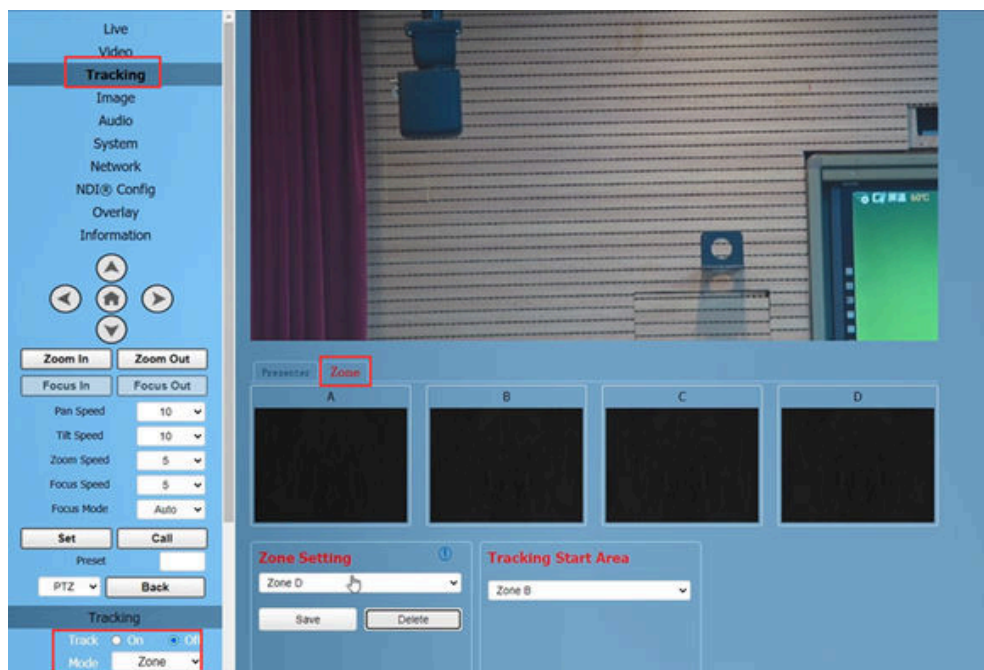 Live
Video
Tracking
Image
Audio
System
Network
NDI® Config
Overlay
Information
Zoom In Zoom Out
Focus In Focus Out
Pan Speed 10
Tilt Speed 10
Zoom Speed 5
Focus Speed 5
Focus Mode Auto
Set Call
Preset
PTZ Back
Tracking
Track On Off
Mode Zone
60℃
Presenter Zone
A B C D
Zone Setting
Zone D
Save Delete
Tracking Start Area
Zone B